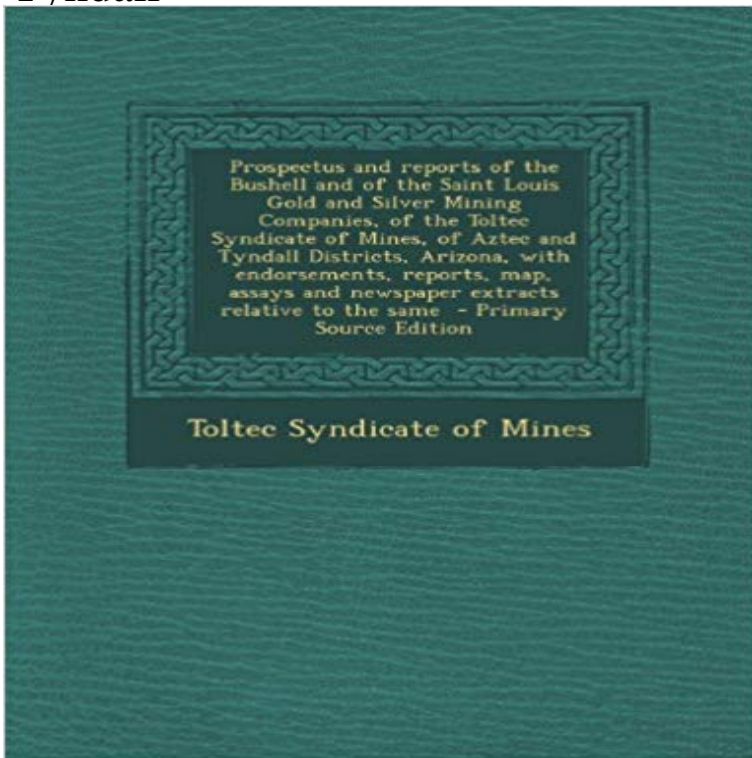 Tyndall
Prospectus and reports of the
Bushell and of the Saint Louis
Gold and Silver Mining
Companies, of the Toltec
Syndicate of Mines, of Aztec and
Tyndall Districts, Arizona, with
endorsements, reports, map,
assays and newspaper extracts
relative to the same - Primary
Source Edition
Toltec Syndicate of Mines